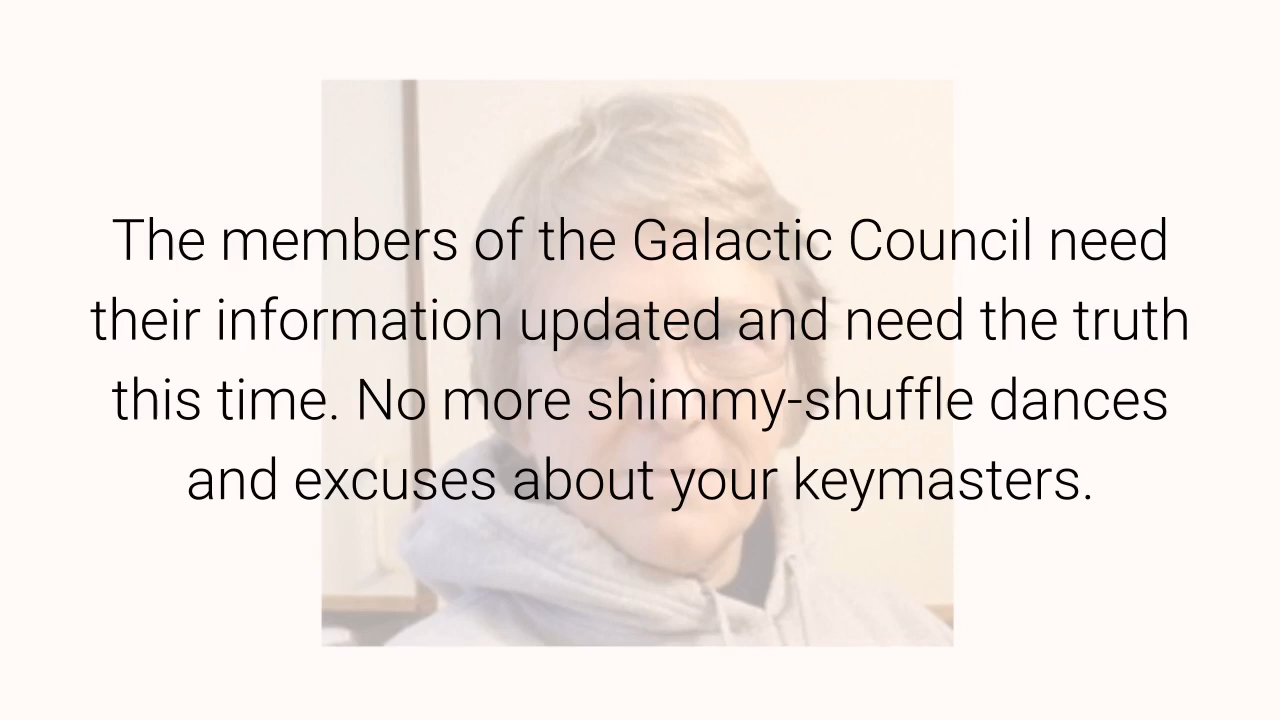 The members of the Galactic Council need
their information updated and need the truth
this time. No more shimmy-shuffle dances
and excuses about your keymasters.